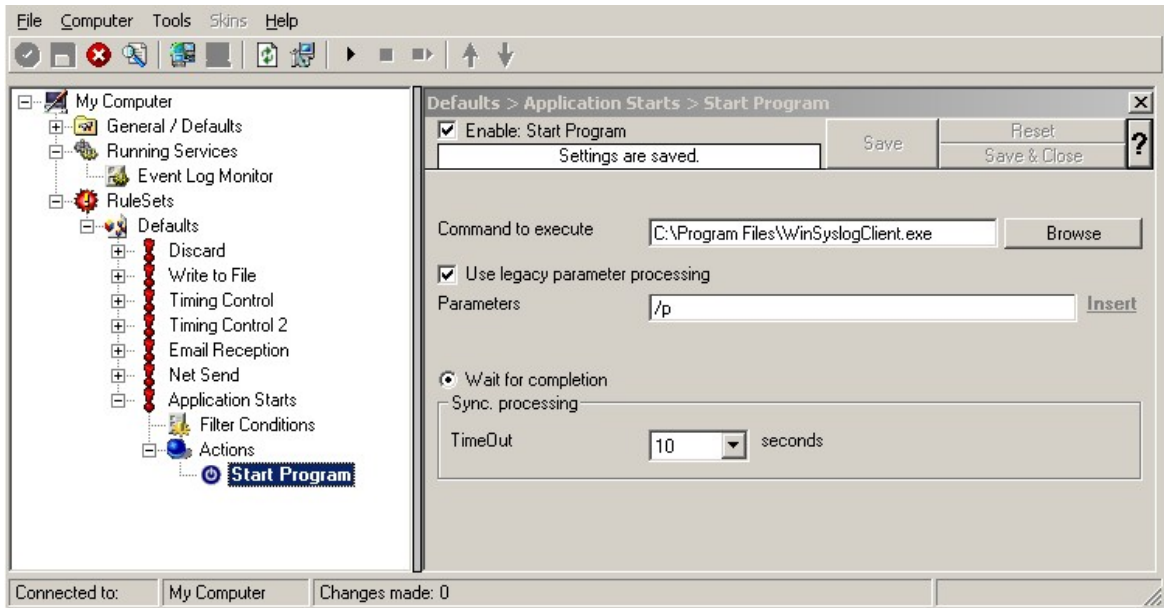 File Computer Tools Skins Help
My Computer
General / Defaults
Running Services
Event Log Monitor
RuleSets
Defaults
Discard
Write to File
Timing Control
Timing Control 2
Email Reception
Net Send
Application Starts
Filter Conditions
Actions
Start Program
Defaults > Application Starts > Start Program
Enable: Start Program
Settings are saved.
Save
Reset
Save & Close
?
Command to execute
C:\Program Files\WinSyslogClient.exe
Browse
Use legacy parameter processing
Parameters
/p
Insert
Wait for completion
Sync. processing
TimeOut
10
seconds
Connected to: My Computer Changes made: 0